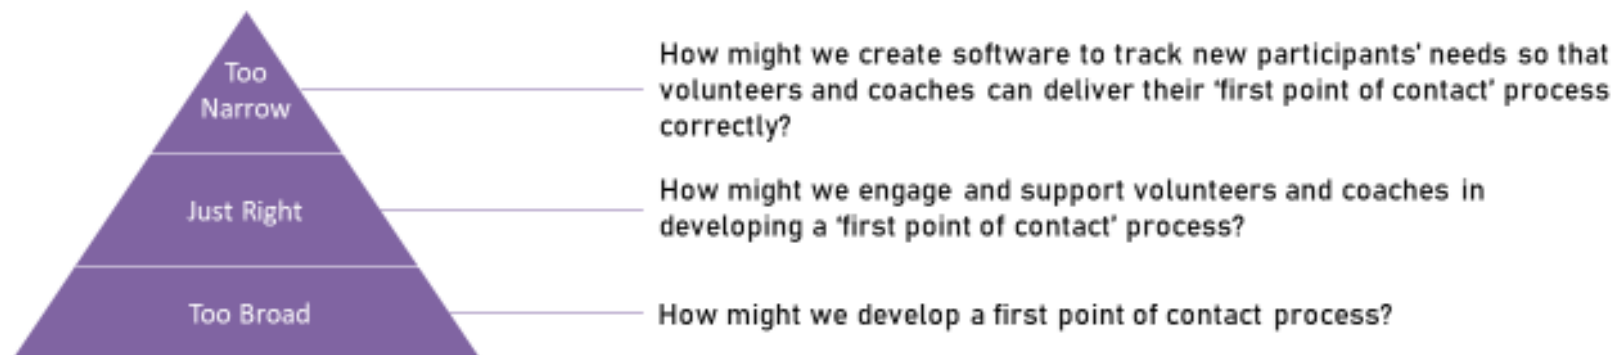 Too
Narrow
How might we create software to track new participants' needs so that
volunteers and coaches can deliver their 'first point of contact' process
correctly?
Just Right
How might we engage and support volunteers and coaches in
developing a 'first point of contact' process?
Too Broad
How might we develop a first point of contact process?